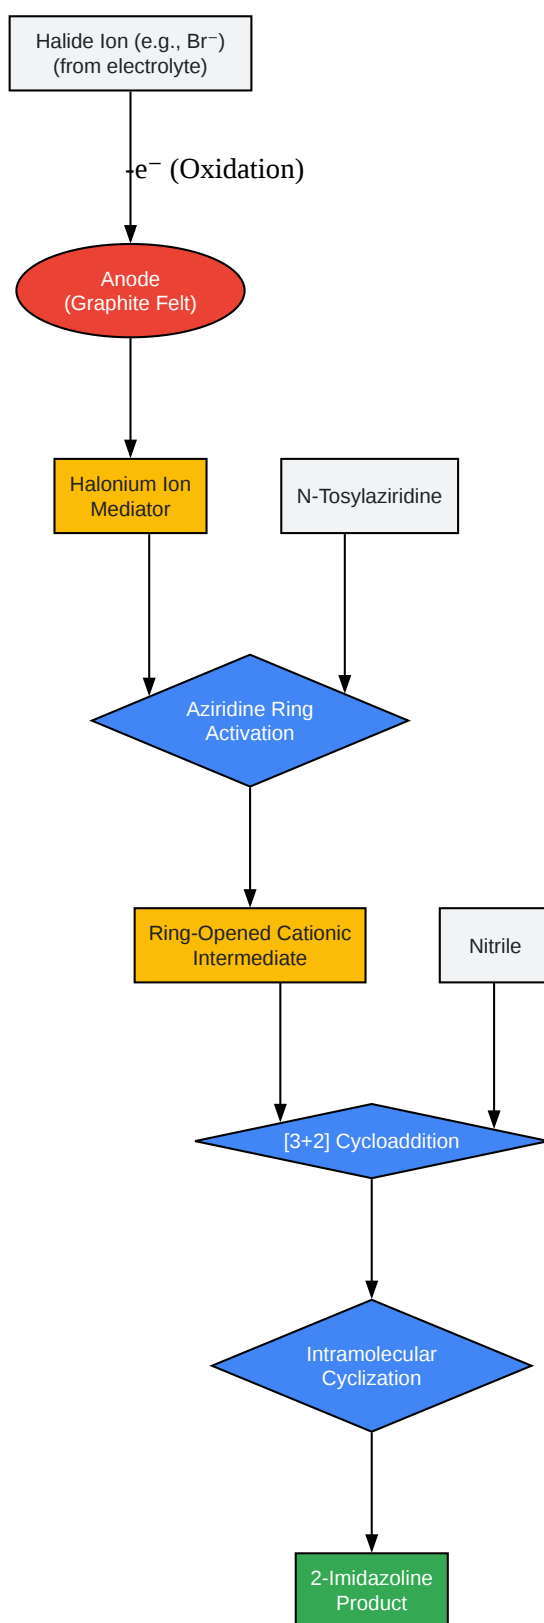 Halide Ion (e.g., Br⁻)
(from electrolyte)
-e⁻ (Oxidation)
Anode
(Graphite Felt)
Halonium Ion
Mediator
N-Tosylaziridine
Aziridine Ring
Activation
Ring-Opened Cationic
Intermediate
Nitrile
[3+2] Cycloaddition
Intramolecular
Cyclization
2-Imidazoline
Product